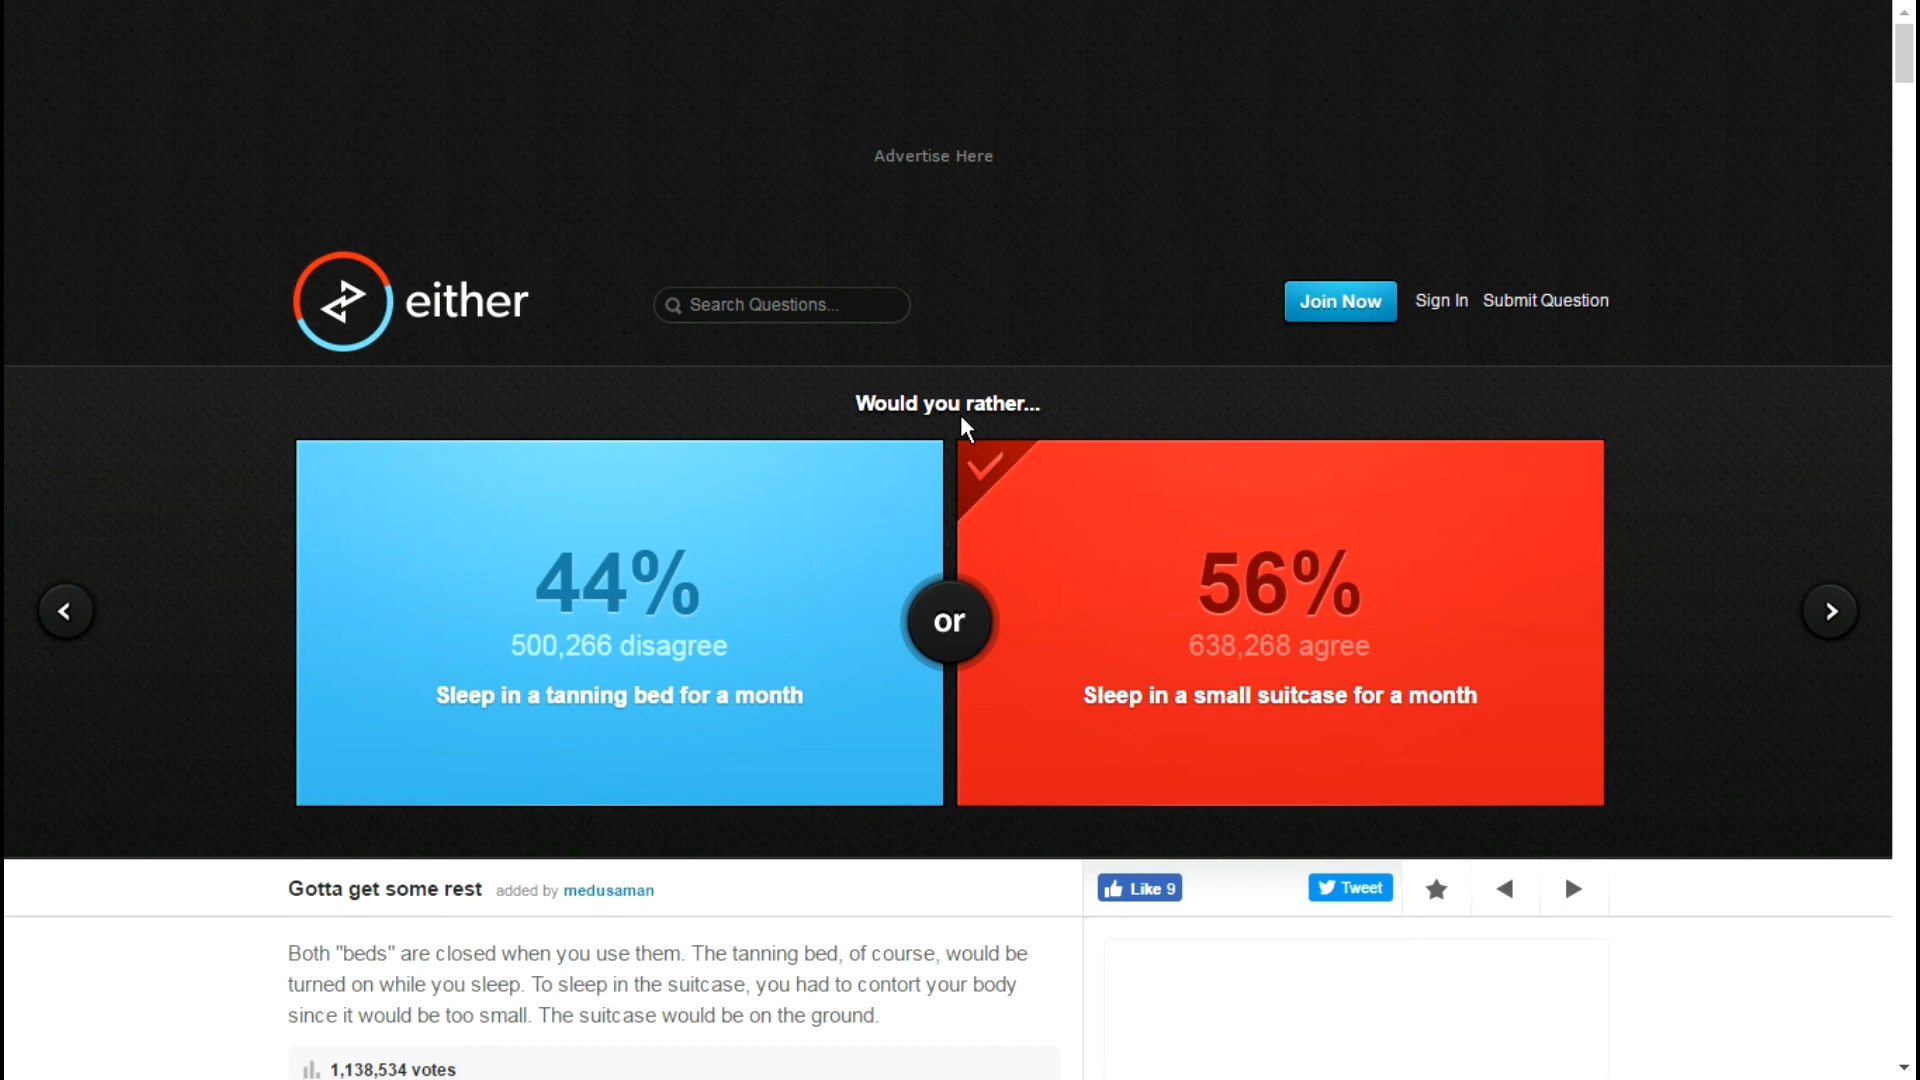 Advertise Here
either
Search Questions...
Join Now
Sign In
Submit Question
Would you rather...
44%
500,266 disagree
Sleep in a tanning bed for a month
or
56%
638,268 agree
Sleep in a small suitcase for a month
Gotta get some rest added by medusaman
Like 9
Tweet
Both "beds" are closed when you use them. The tanning bed, of course, would be
turned on while you sleep. To sleep in the suitcase, you had to contort your body
since it would be too small. The suitcase would be on the ground.
1,138,534 votes